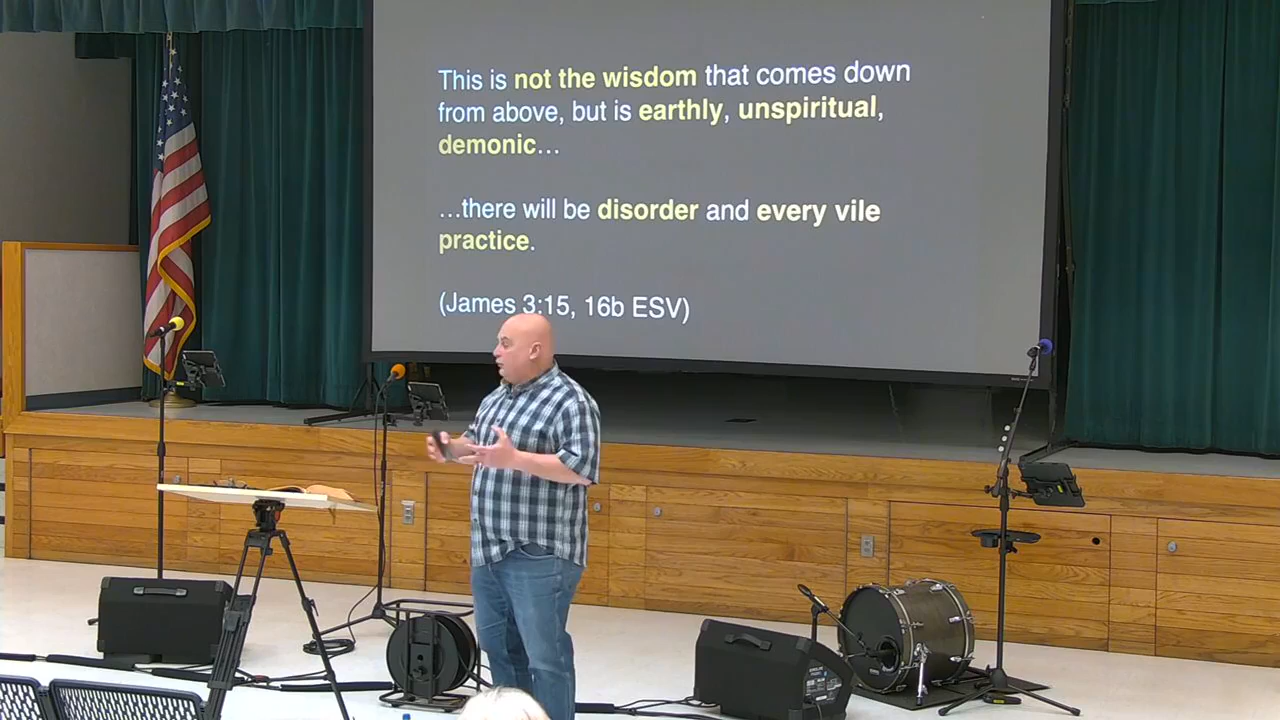 This is not the wisdom that comes down
from above, but is earthly, unspiritual,
demonic…
…there will be disorder and every vile
practice.
(James 3:15, 16b ESV)